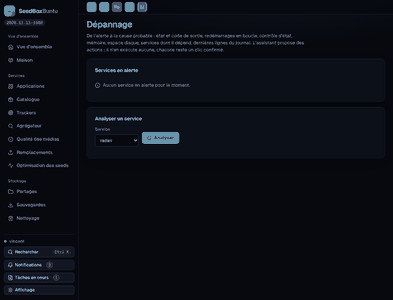 SeedBoxBuntu
Vue d'ensemble
Vue d'ensemble
Maison
Services
Applications
Catalogue
Trackers
Agrégateur
Qualité des médias
Remplacements
Optimisation des seeds
Stockage
Partages
Sauvegardes
Nettoyage
Rechercher
Notifications
Tâches en cours
Affichage
Dépannage
De l'alerte à la cause probable : état et code de sortie, redémarrages en boucle, contrôle d'état,
mémoire, espace disque, services dont il dépend, dernières lignes du journal. L'assistant propose des
actions : il n'en exécute aucune, chacune reste un clic confirmé.
Services en alerte
Aucun service en alerte pour le moment.
Analyser un service
Service
Analyser